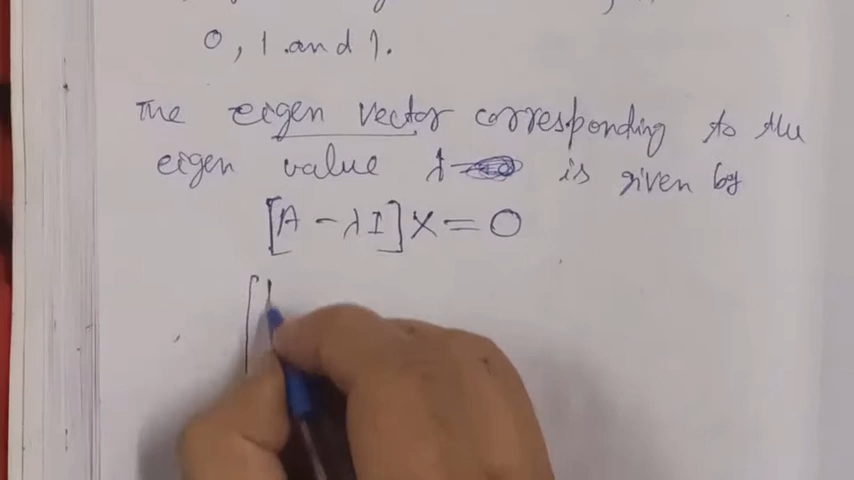 0, 1 and 1.
The eigen vector corresponding to the
eigen value λ is given by
[A - λI] X = 0